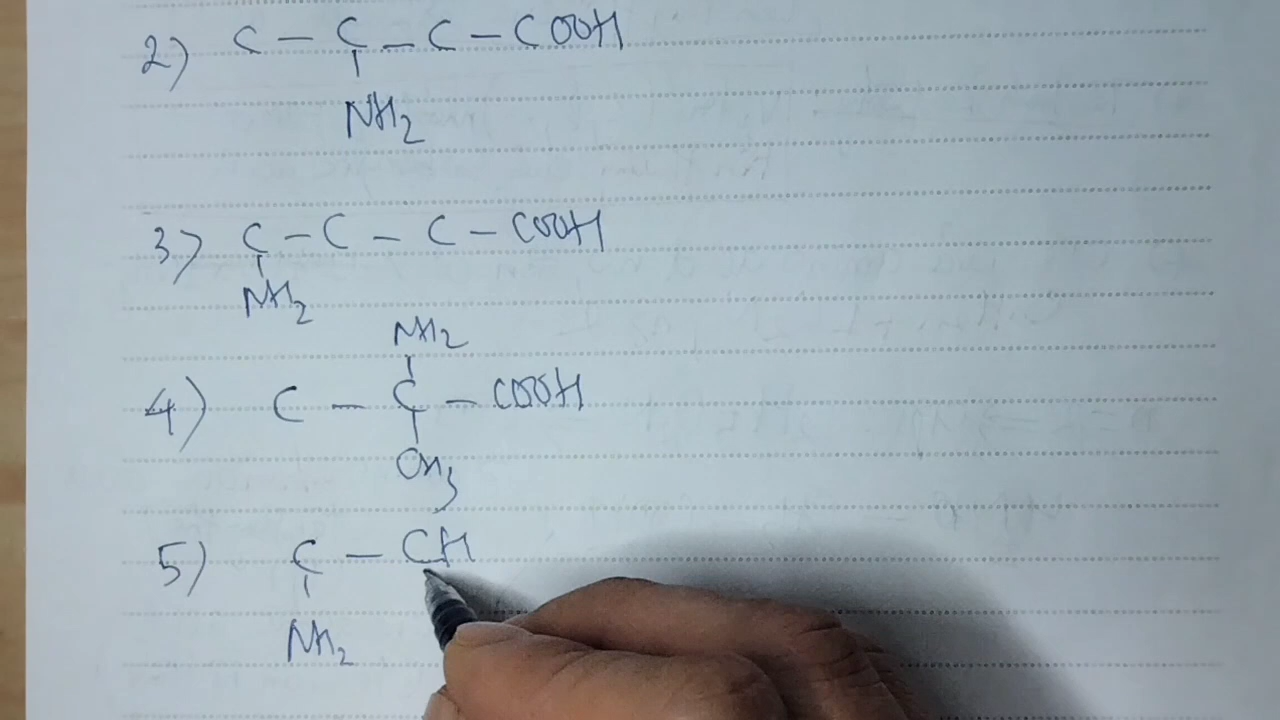 2) C - C - C - COOH
NH2
3) C - C - C - COOH
NH2
NH2
4) C - C - COOH
CH3
5) C - CH
NH2